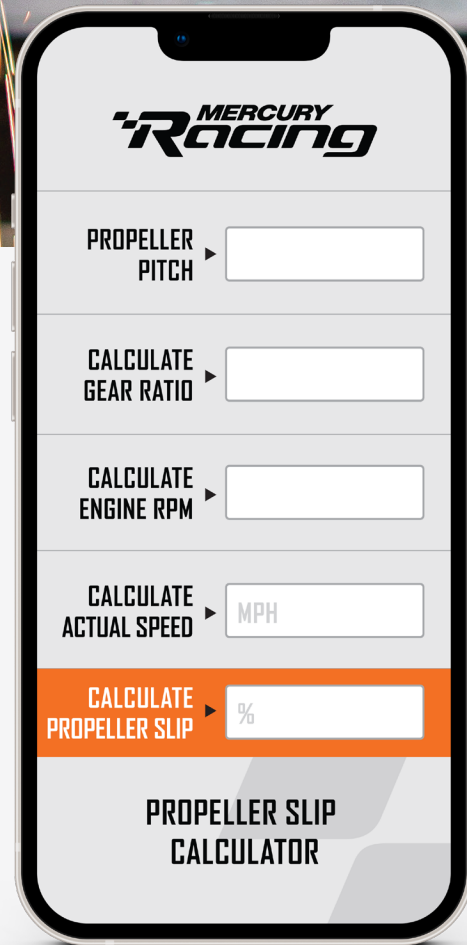 MERCURY
Racing
PROPELLER
PITCH
CALCULATE
GEAR RATIO
CALCULATE
ENGINE RPM
CALCULATE
ACTUAL SPEED
MPH
CALCULATE
PROPELLER SLIP
%
PROPELLER SLIP
CALCULATOR